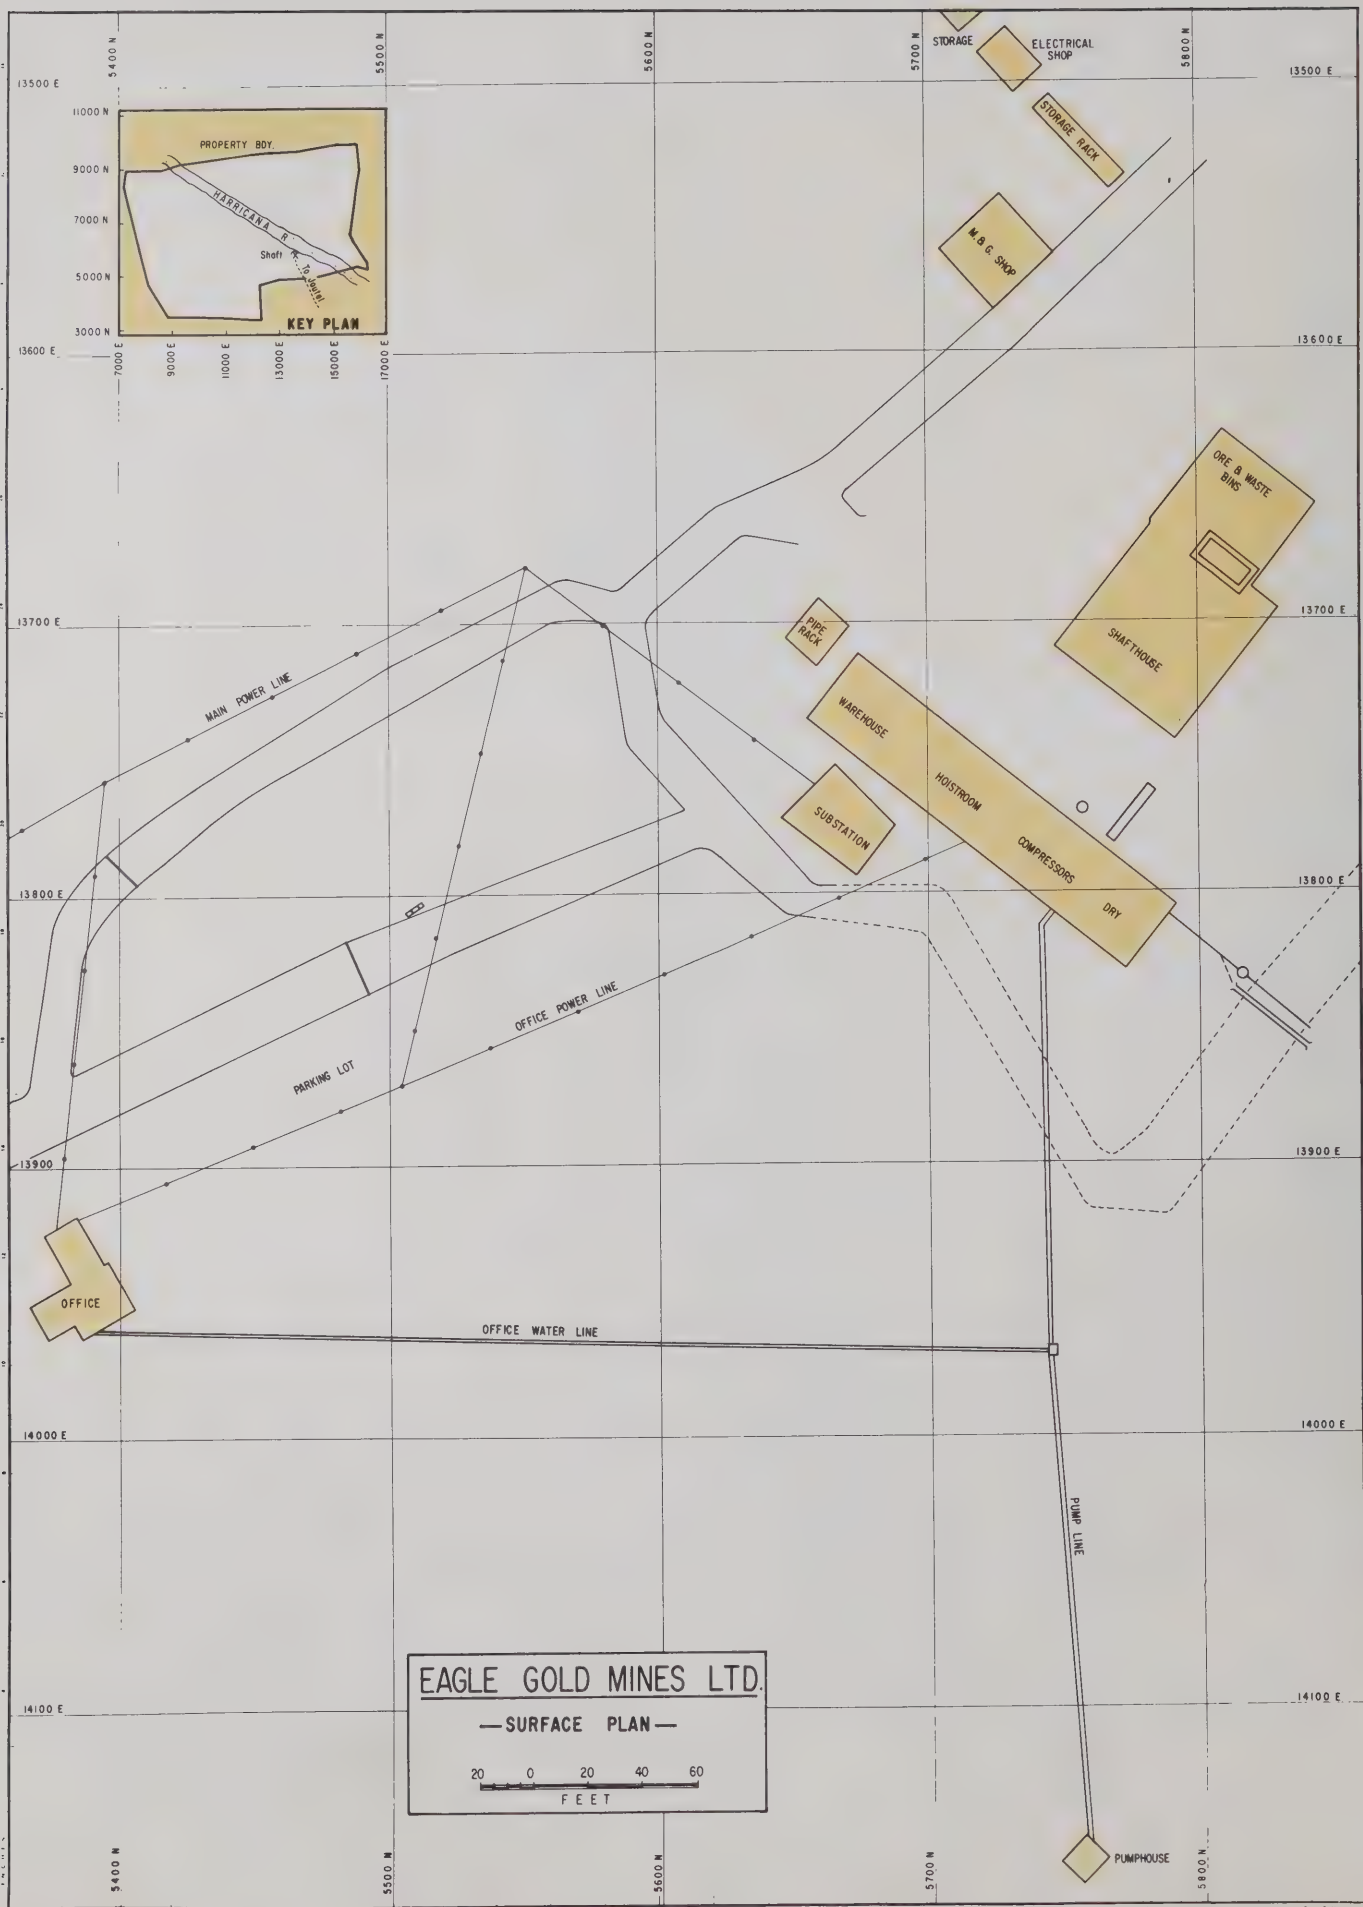 5400 N
5500 N
5600 N
5700 N
5800 N
STORAGE
ELECTRICAL
SHOP
13500 E
13500 E
STORAGE RACK
11000 N
9000 N
7000 N
5000 N
3000 N
PROPERTY BDY.
HARRICANA R.
Shaft
To Joutel
KEY PLAN
7000 E
9000 E
11000 E
13000 E
15000 E
17000 E
M. & G. SHOP
13600 E
13600 E
ORE & WASTE
BINS
13700 E
13700 E
PIPE
RACK
SHAFTHOUSE
MAIN POWER LINE
WAREHOUSE
HOISTROOM
SUBSTATION
COMPRESSORS
DRY
13800 E
13800 E
OFFICE POWER LINE
PARKING LOT
13900
13900 E
OFFICE
OFFICE WATER LINE
14000 E
14000 E
PUMP LINE
EAGLE GOLD MINES LTD.
— SURFACE PLAN —
20 0 20 40 60
FEET
14100 E
14100 E
PUMPHOUSE
5400 N
5500 N
5600 N
5700 N
5800 N